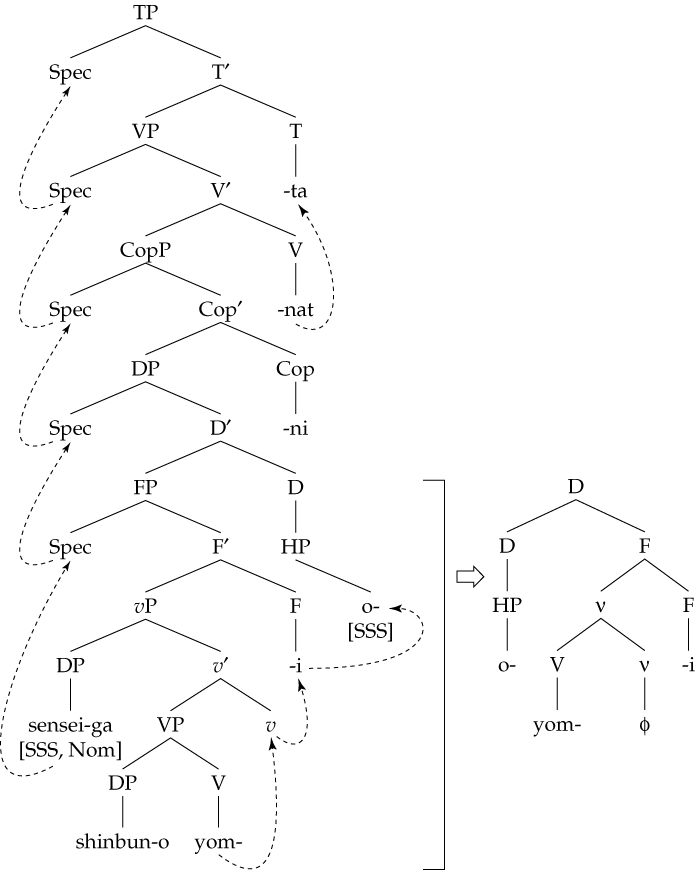 TP
Spec T′
VP T
Spec V′ -ta
CopP V
Spec Cop′ -nat
DP Cop
Spec D′ -ni
FP D
Spec F′ HP
vP F o-
[SSS]
DP v′ -i
sensei-ga VP v
[SSS, Nom]
DP V
shinbun-o yom-
D
D F
HP ν F
o- V ν -i
yom- ϕ